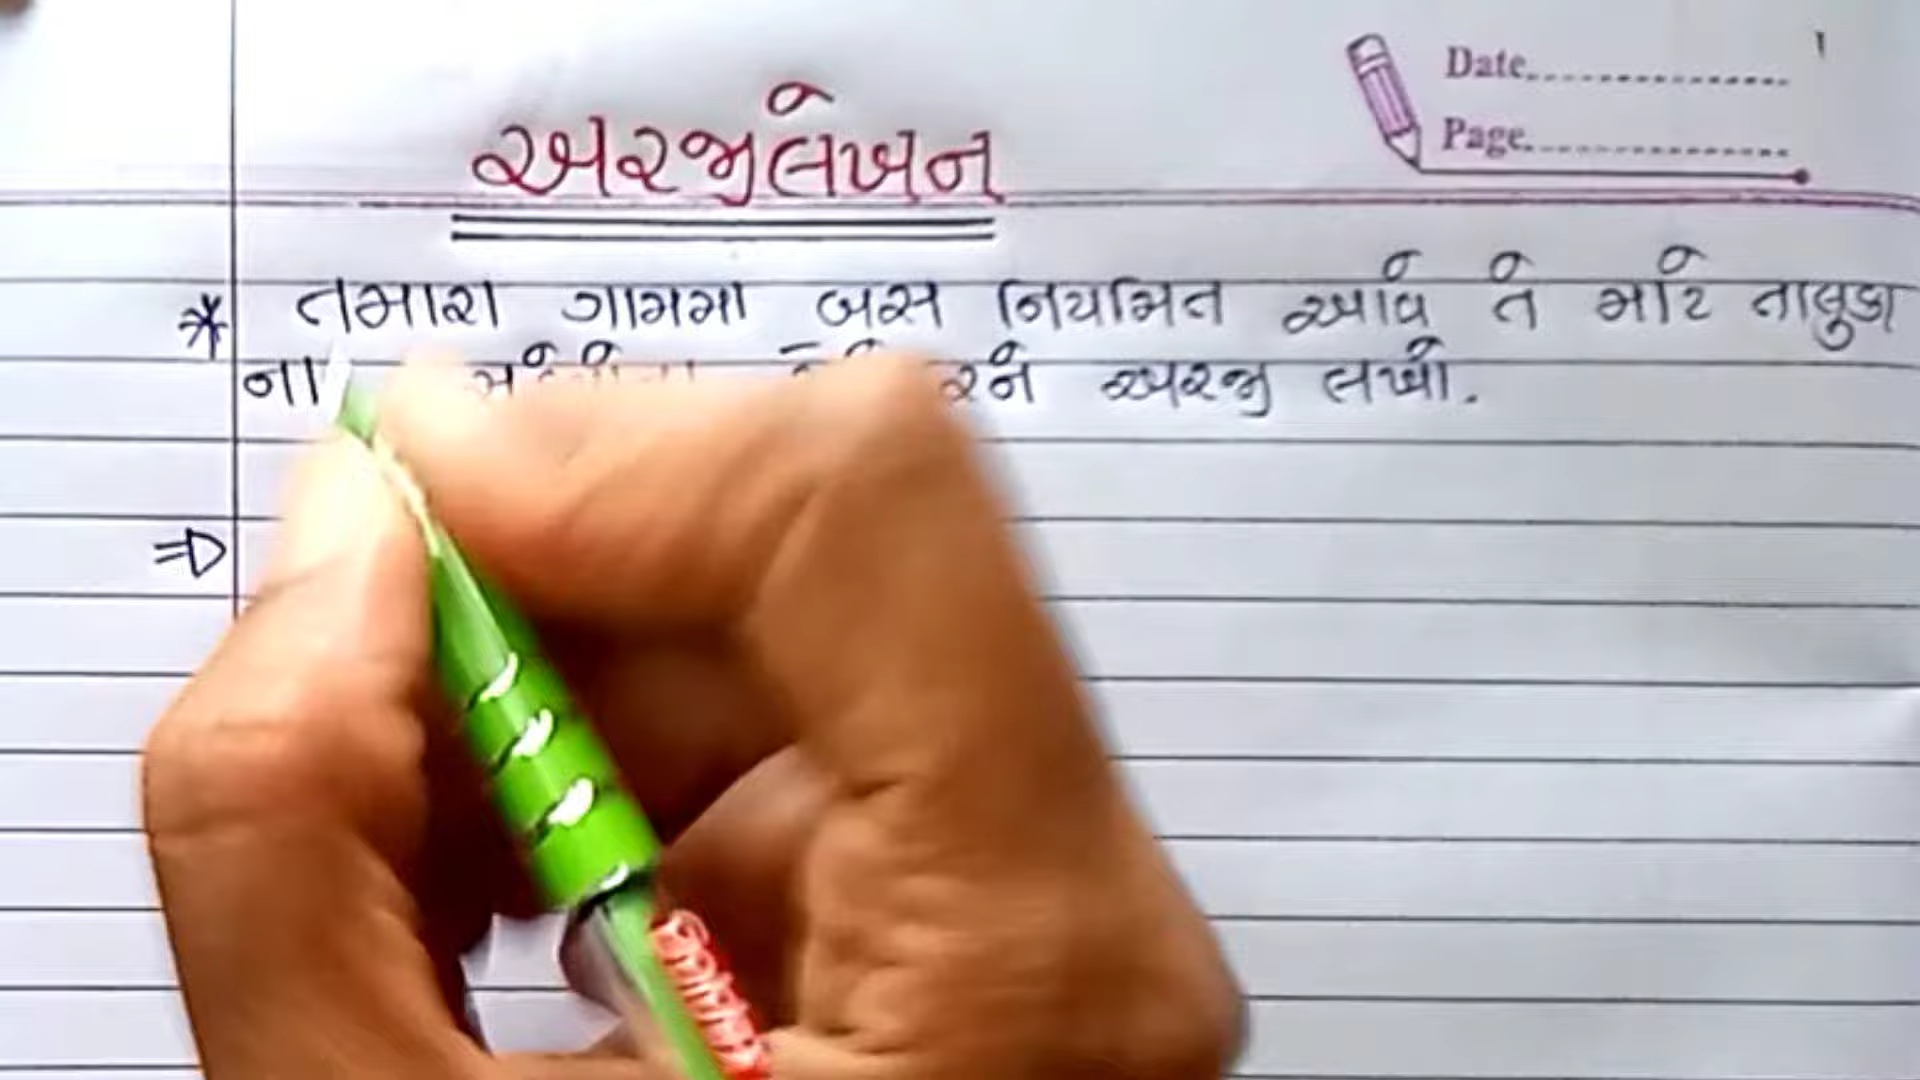 Date
Page
અરજીલેખન
* તમારા ગામમા બસ નિયમિત આવે તે માટે તાલુકા
ના અરજી લખો.